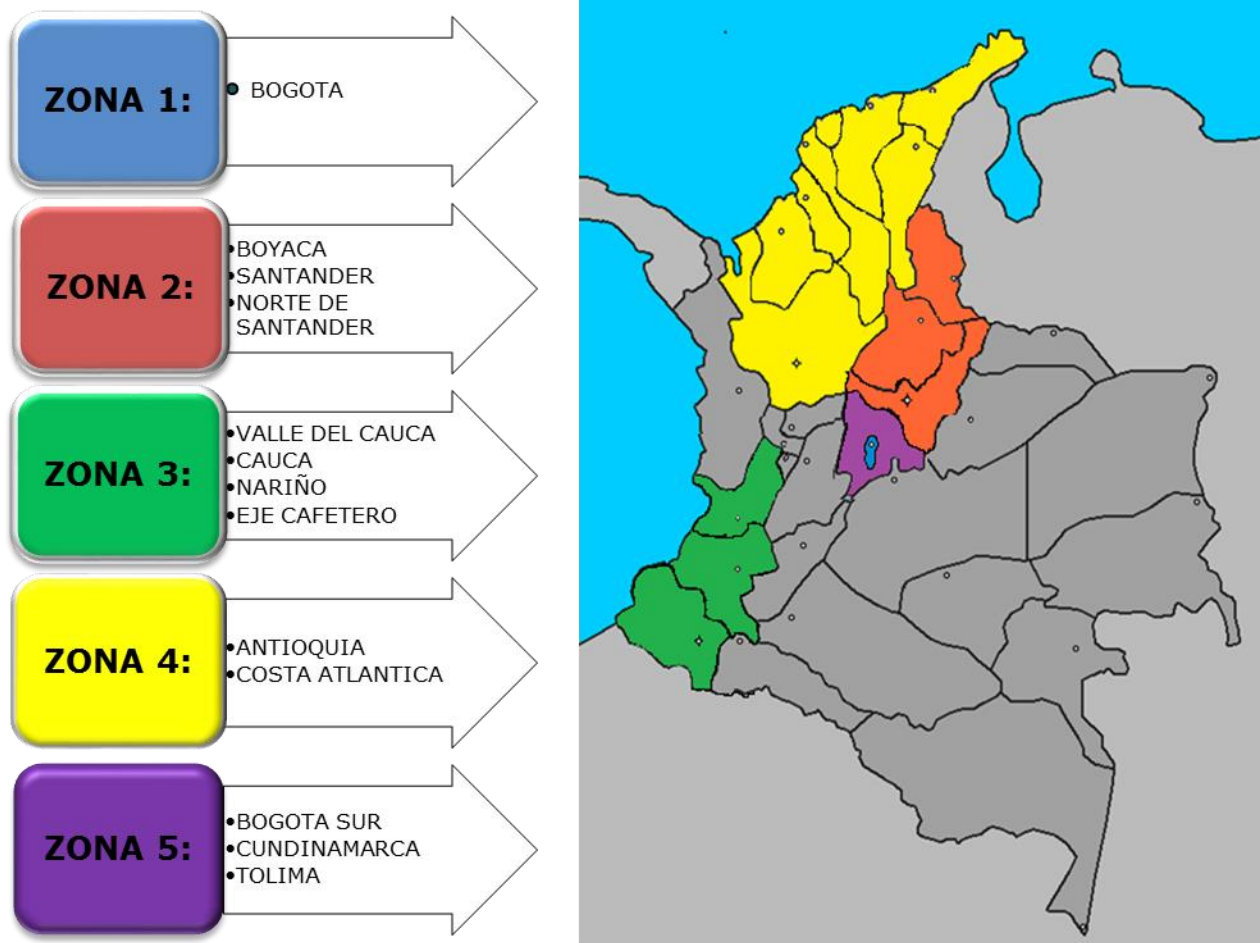 ZONA 1:
• BOGOTA
ZONA 2:
•BOYACA
•SANTANDER
•NORTE DE
SANTANDER
ZONA 3:
•VALLE DEL CAUCA
•CAUCA
•NARIÑO
•EJE CAFETERO
ZONA 4:
•ANTIOQUIA
•COSTA ATLANTICA
ZONA 5:
•BOGOTA SUR
•CUNDINAMARCA
•TOLIMA